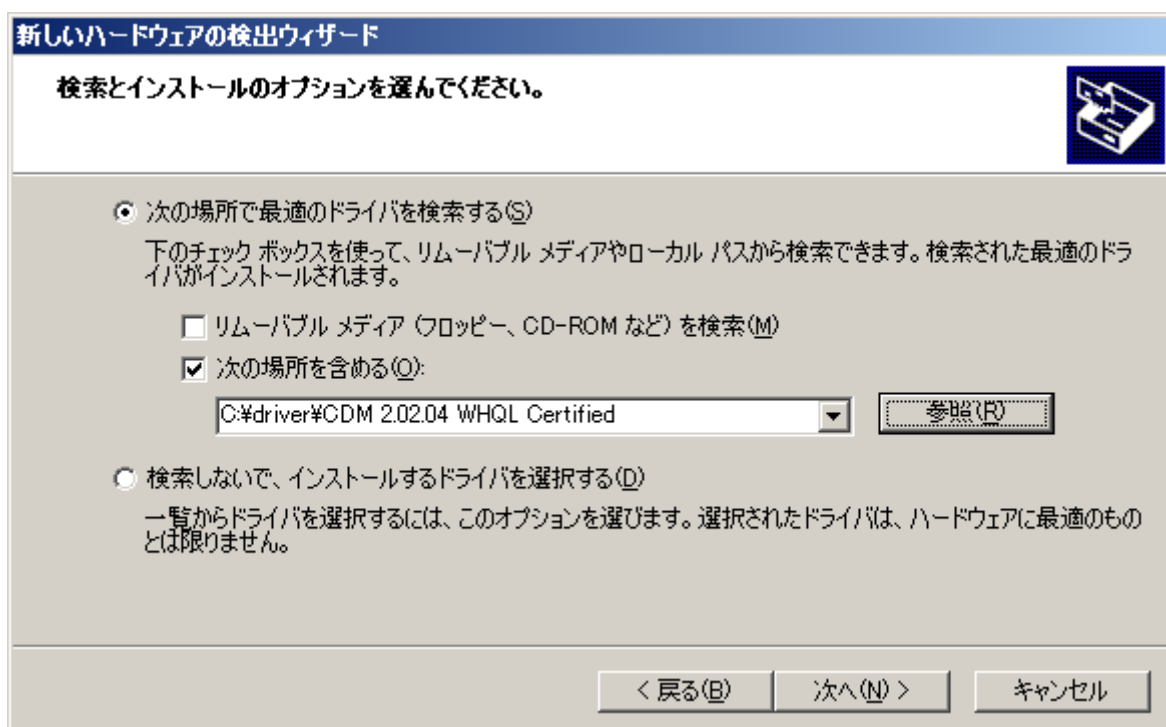 新しいハードウェアの検出ウィザード
検索とインストールのオプションを選んでください。
次の場所で最適のドライバを検索する(S)
下のチェック ボックスを使って、リムーバブル メディアやローカル パスから検索できます。検索された最適のドラ
イバがインストールされます。
リムーバブル メディア (フロッピー、CD-ROM など) を検索(M)
次の場所を含める(O):
C:¥driver¥CDM 2.02.04 WHQL Certified
参照(R)
検索しないで、インストールするドライバを選択する(D)
一覧からドライバを選択するには、このオプションを選びます。選択されたドライバは、ハードウェアに最適のもの
とは限りません。
< 戻る(B) 次へ(N) > キャンセル